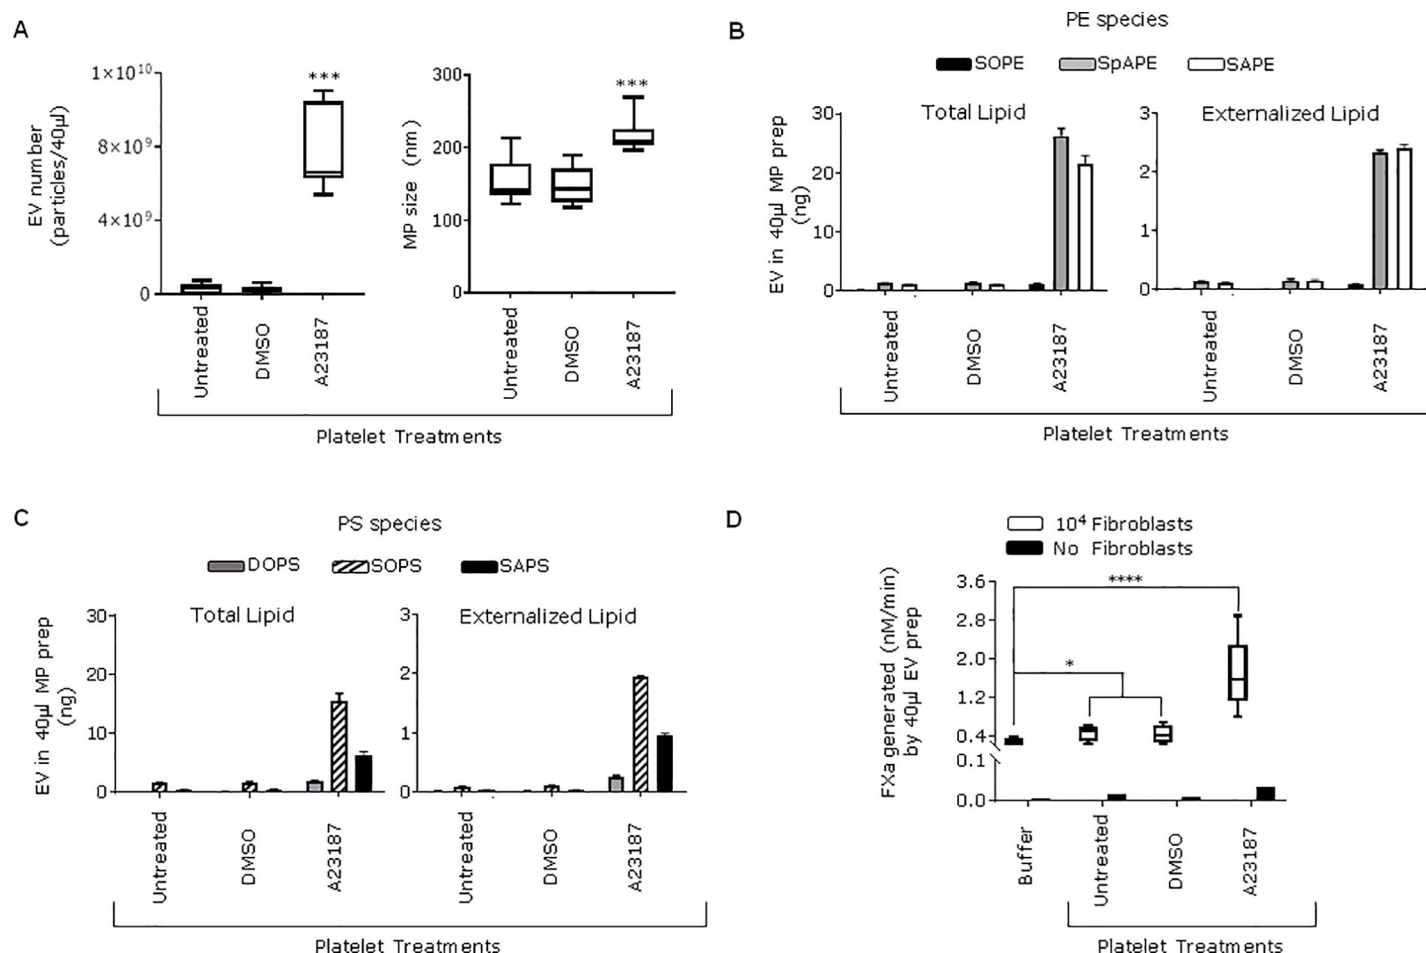 A
EV number
(particles/40µl)
1×10¹⁰
8×10⁹
4×10⁹
0
***
Untreated
DMSO
A23187
MP size (nm)
300
200
100
0
***
Untreated
DMSO
A23187
Platelet Treatments
B
PE species
SOPE
SpAPE
SAPE
EV in 40µl MP prep
(ng)
Total Lipid
30
20
10
0
Untreated
DMSO
A23187
Externalized Lipid
3
2
1
0
Untreated
DMSO
A23187
Platelet Treatments
C
PS species
DOPS
SOPS
SAPS
EV in 40µl MP prep
(ng)
Total Lipid
30
20
10
0
Untreated
DMSO
A23187
Externalized Lipid
3
2
1
0
Untreated
DMSO
A23187
Platelet Treatments
D
10⁴ Fibroblasts
No Fibroblasts
FXa generated (nM/min)
by 40µl EV prep
3.6
2.8
2.0
1.2
0.4
0.1
0.0
****
*
Buffer
Untreated
DMSO
A23187
Platelet Treatments